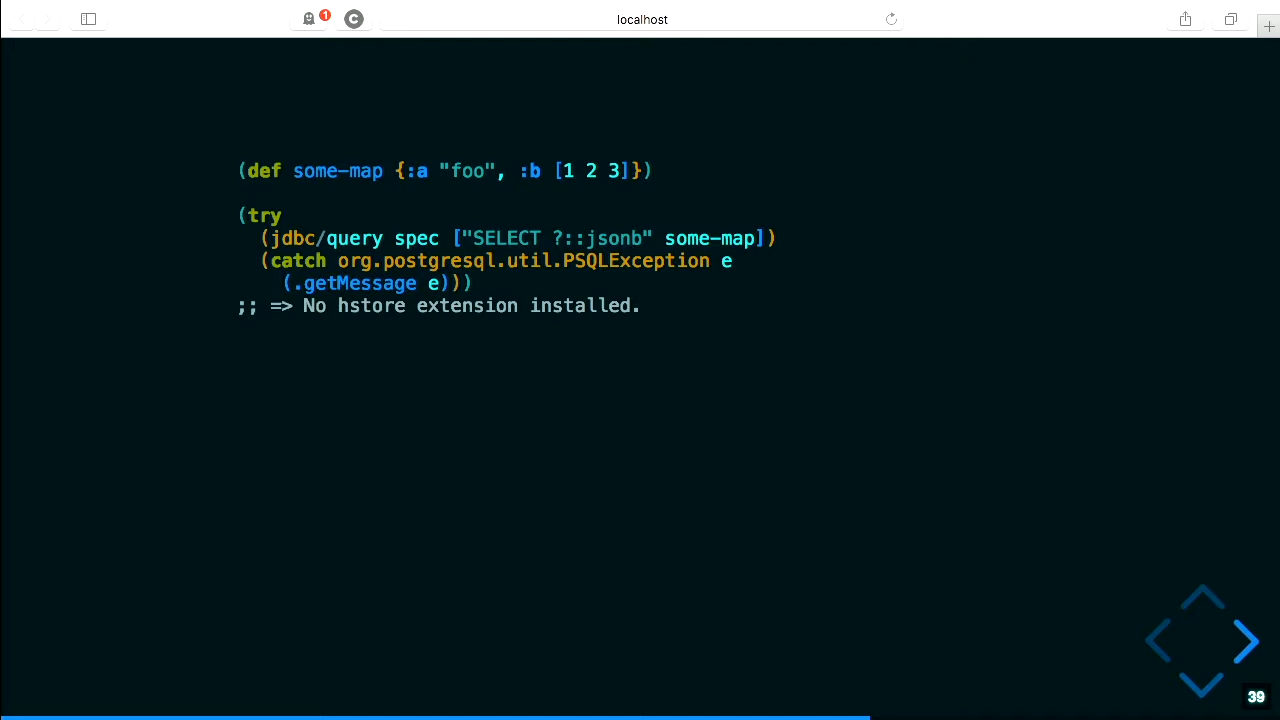 1
C
localhost
(def some-map {:a "foo", :b [1 2 3]})
(try
(jdbc/query spec ["SELECT ?::jsonb" some-map])
(catch org.postgresql.util.PSQLException e
(.getMessage e)))
;; => No hstore extension installed.
39